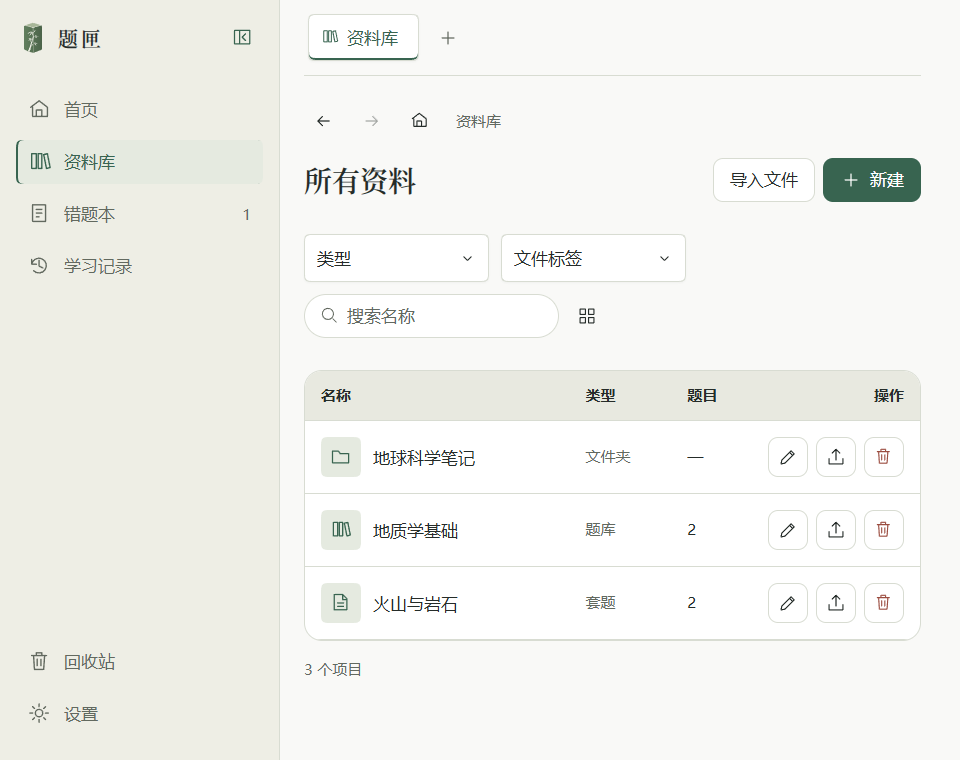 题匣
首页
资料库
错题本 1
学习记录
回收站
设置
资料库
资料库
所有资料
导入文件
新建
类型
文件标签
搜索名称
名称 类型 题目 操作
地球科学笔记 文件夹 —
地质学基础 题库 2
火山与岩石 套题 2
3 个项目